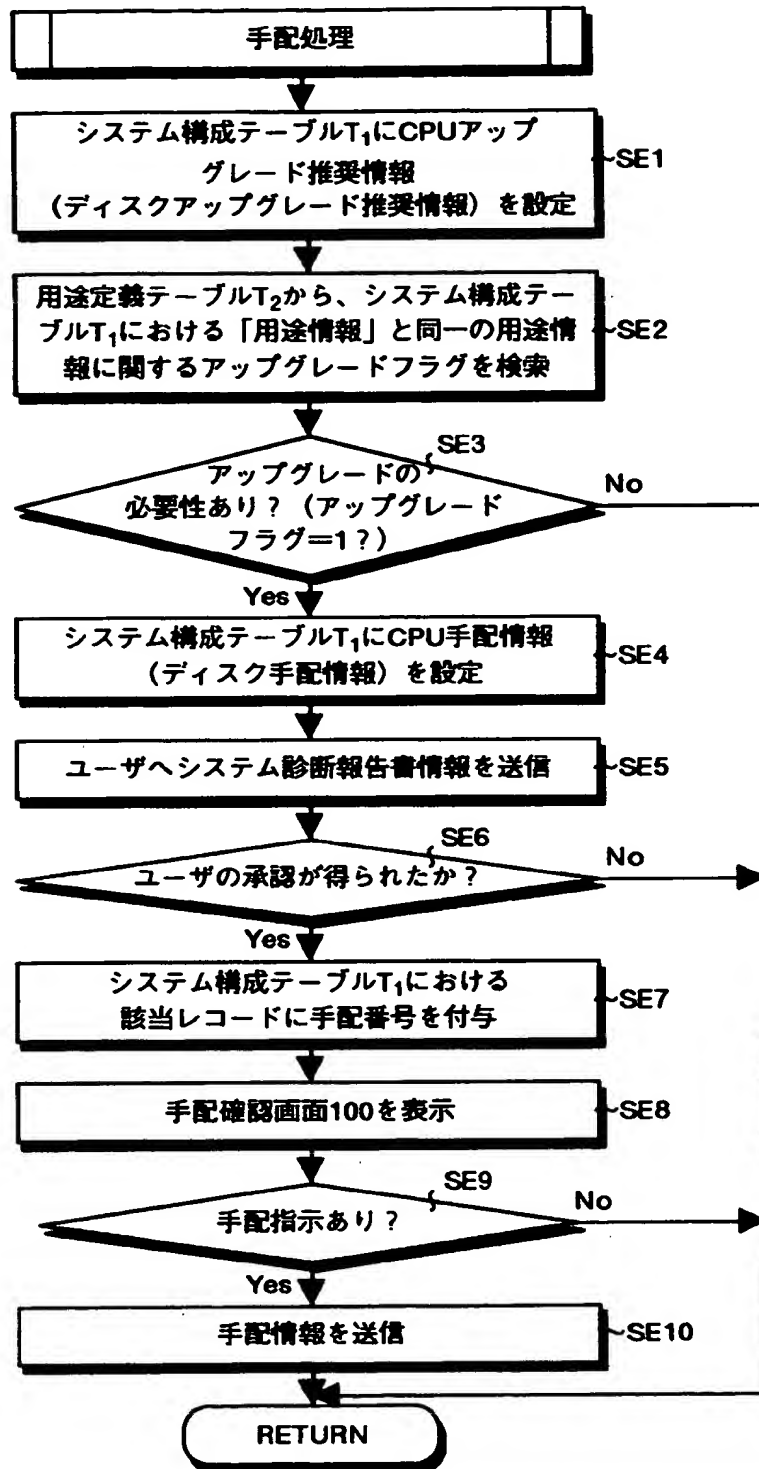 手配処理
システム構成テーブルT₁にCPUアップ
グレード推奨情報
（ディスクアップグレード推奨情報）を設定
SE1
用途定義テーブルT₂から、システム構成テー
ブルT₁における「用途情報」と同一の用途情
報に関するアップグレードフラグを検索
SE2
SE3
アップグレードの
必要性あり？（アップグレード
フラグ＝1？）
No
Yes
システム構成テーブルT₁にCPU手配情報
（ディスク手配情報）を設定
SE4
ユーザへシステム診断報告書情報を送信
SE5
SE6
ユーザの承認が得られたか？
No
Yes
システム構成テーブルT₁における
該当レコードに手配番号を付与
SE7
手配確認画面100を表示
SE8
SE9
手配指示あり？
No
Yes
手配情報を送信
SE10
RETURN